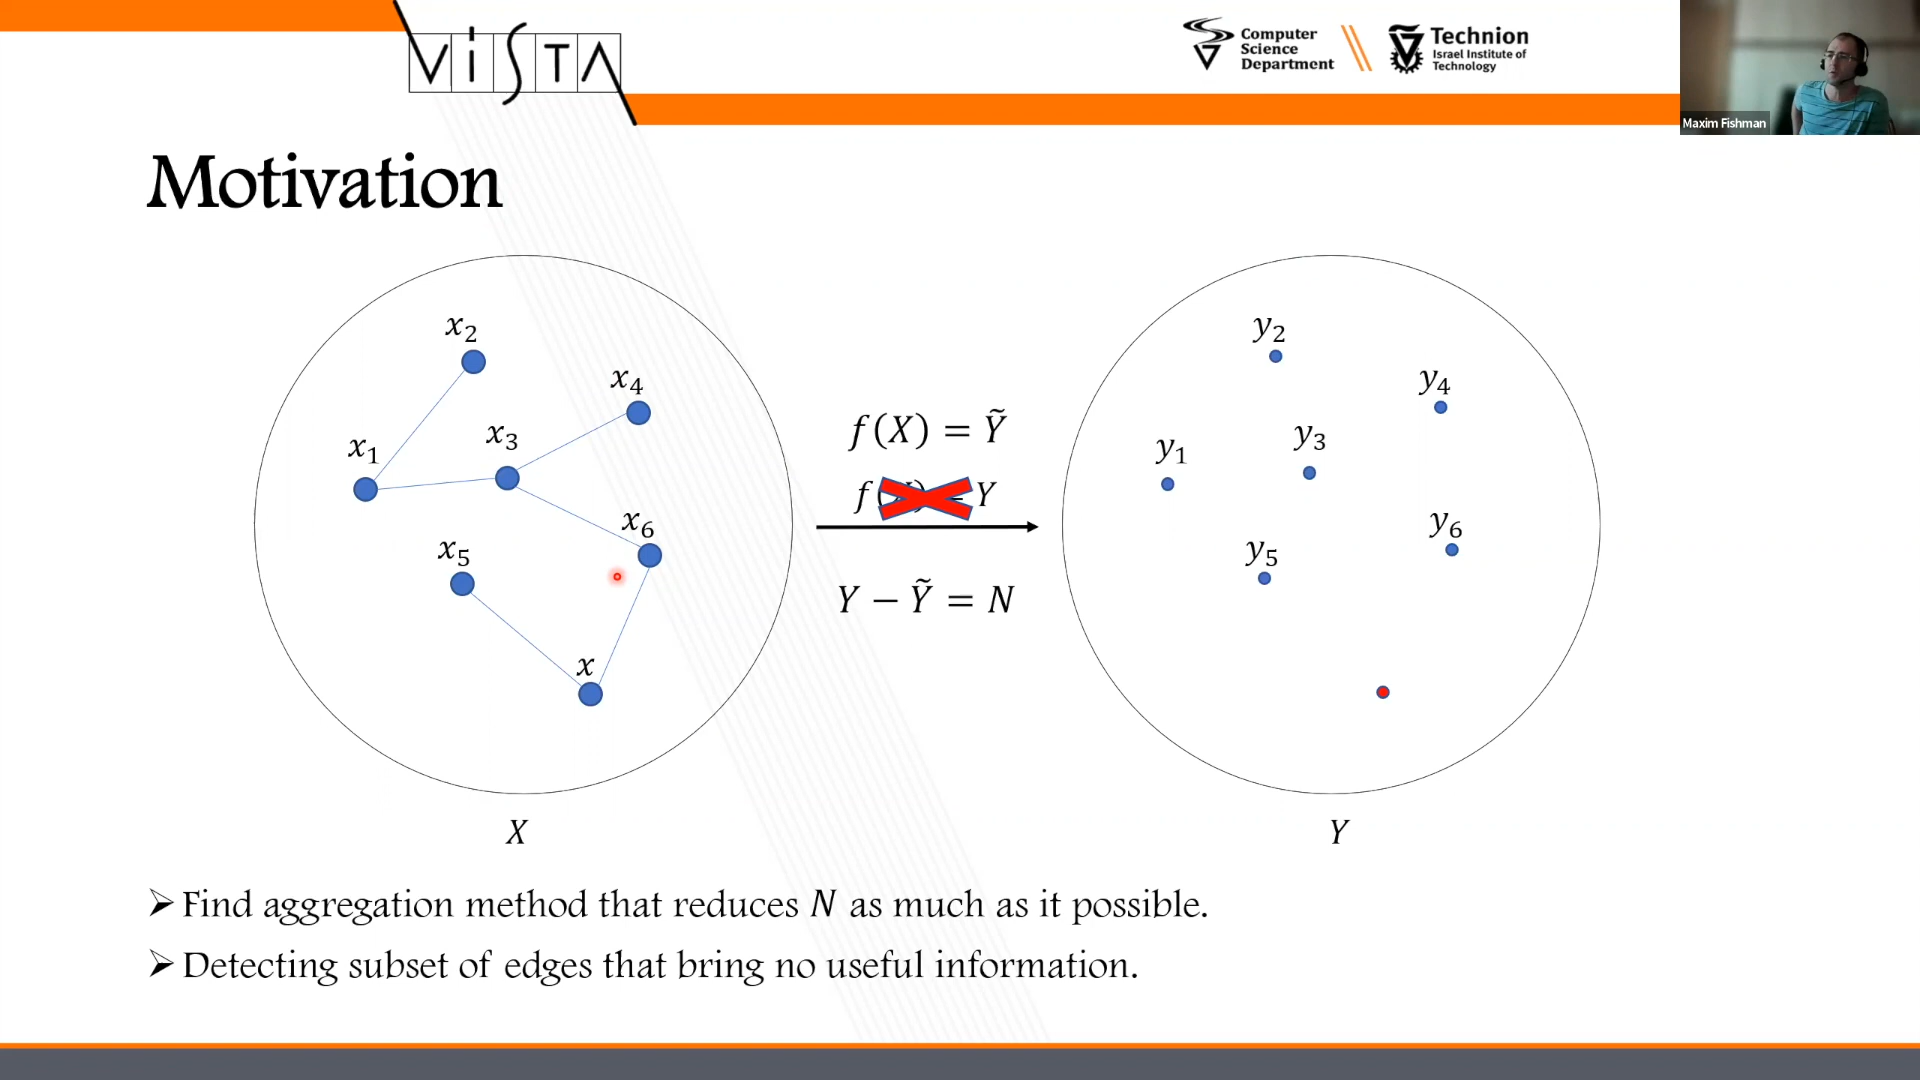 ViSTA
Computer
Science
Department
Technion
Israel Institute of
Technology
Maxim Fishman
Motivation
x₂
x₄
x₃
x₁
x₆
x₅
x
X
f(X) = Ỹ
Y
Y − Ỹ = N
y₂
y₄
y₃
y₁
y₆
y₅
Y
➢ Find aggregation method that reduces N as much as it possible.
➢ Detecting subset of edges that bring no useful information.